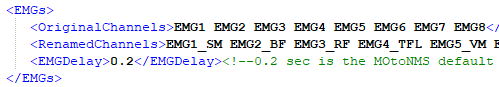 <EMGs>
<OriginalChannels>EMG1 EMG2 EMG3 EMG4 EMG5 EMG6 EMG7 EMG8</
<RenamedChannels>EMG1_SM EMG2_BF EMG3_RF EMG4_TFL EMG5_VM
<EMGDelay>0.2</EMGDelay><!--0.2 sec is the MOtoNMS default
</EMGs>